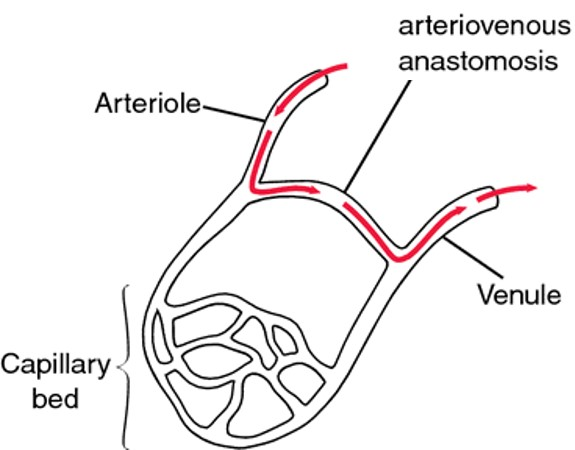 arteriovenous
anastomosis
Arteriole
Venule
Capillary
bed